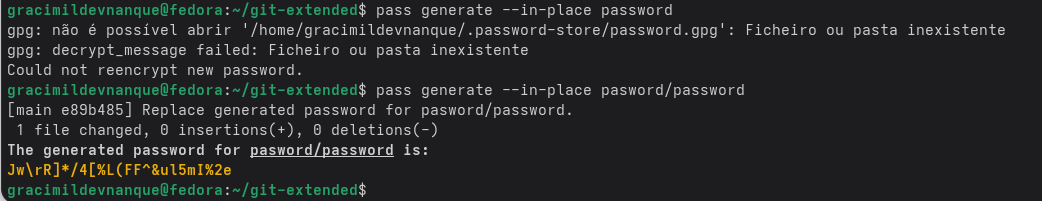 gracimildevnanque@fedora:~/git-extended$ pass generate --in-place password
gpg: não é possível abrir '/home/gracimildevnanque/.password-store/password.gpg': Ficheiro ou pasta inexistente
gpg: decrypt_message failed: Ficheiro ou pasta inexistente
Could not reencrypt new password.
gracimildevnanque@fedora:~/git-extended$ pass generate --in-place pasword/password
[main e89b485] Replace generated password for pasword/password.
 1 file changed, 0 insertions(+), 0 deletions(-)
The generated password for pasword/password is:
Jw\rR]*/4[%L(FF^&ul5mI%2e
gracimildevnanque@fedora:~/git-extended$